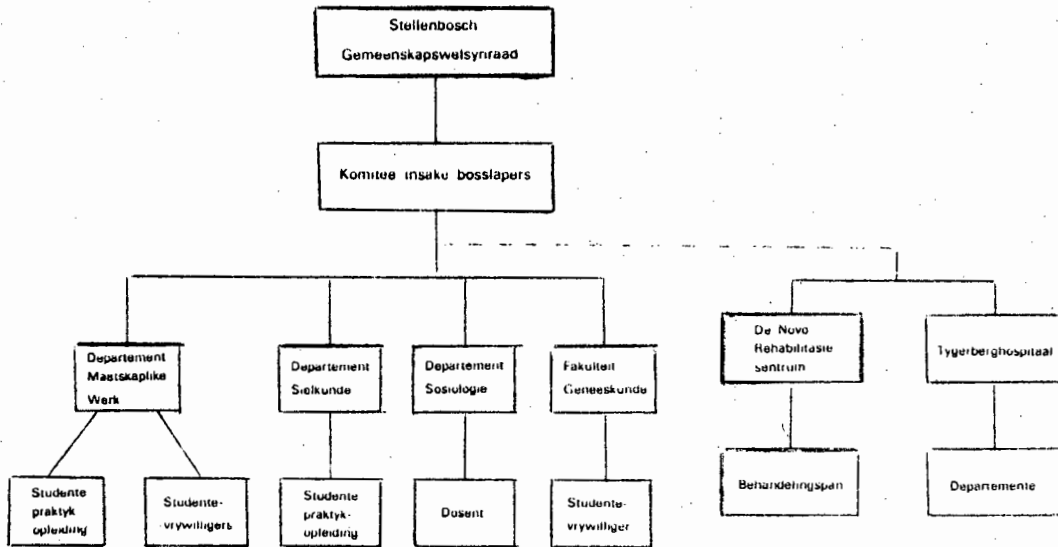 Stellenbosch
Gemeenskapswelsynraad
Komitee insake bosslapers
Departement
Maatskaplike
Werk
Departement
Sielkunde
Departement
Sosiologie
Fakulteit
Geneeskunde
De Novo
Rehabilitasie
sentrum
Tygerberghospitaal
Studente
praktyk
opleiding
Studente-
vrywilligers
Studente
praktyk-
opleiding
Dosent
Studente-
vrywilliger
Behandelingspan
Departemente